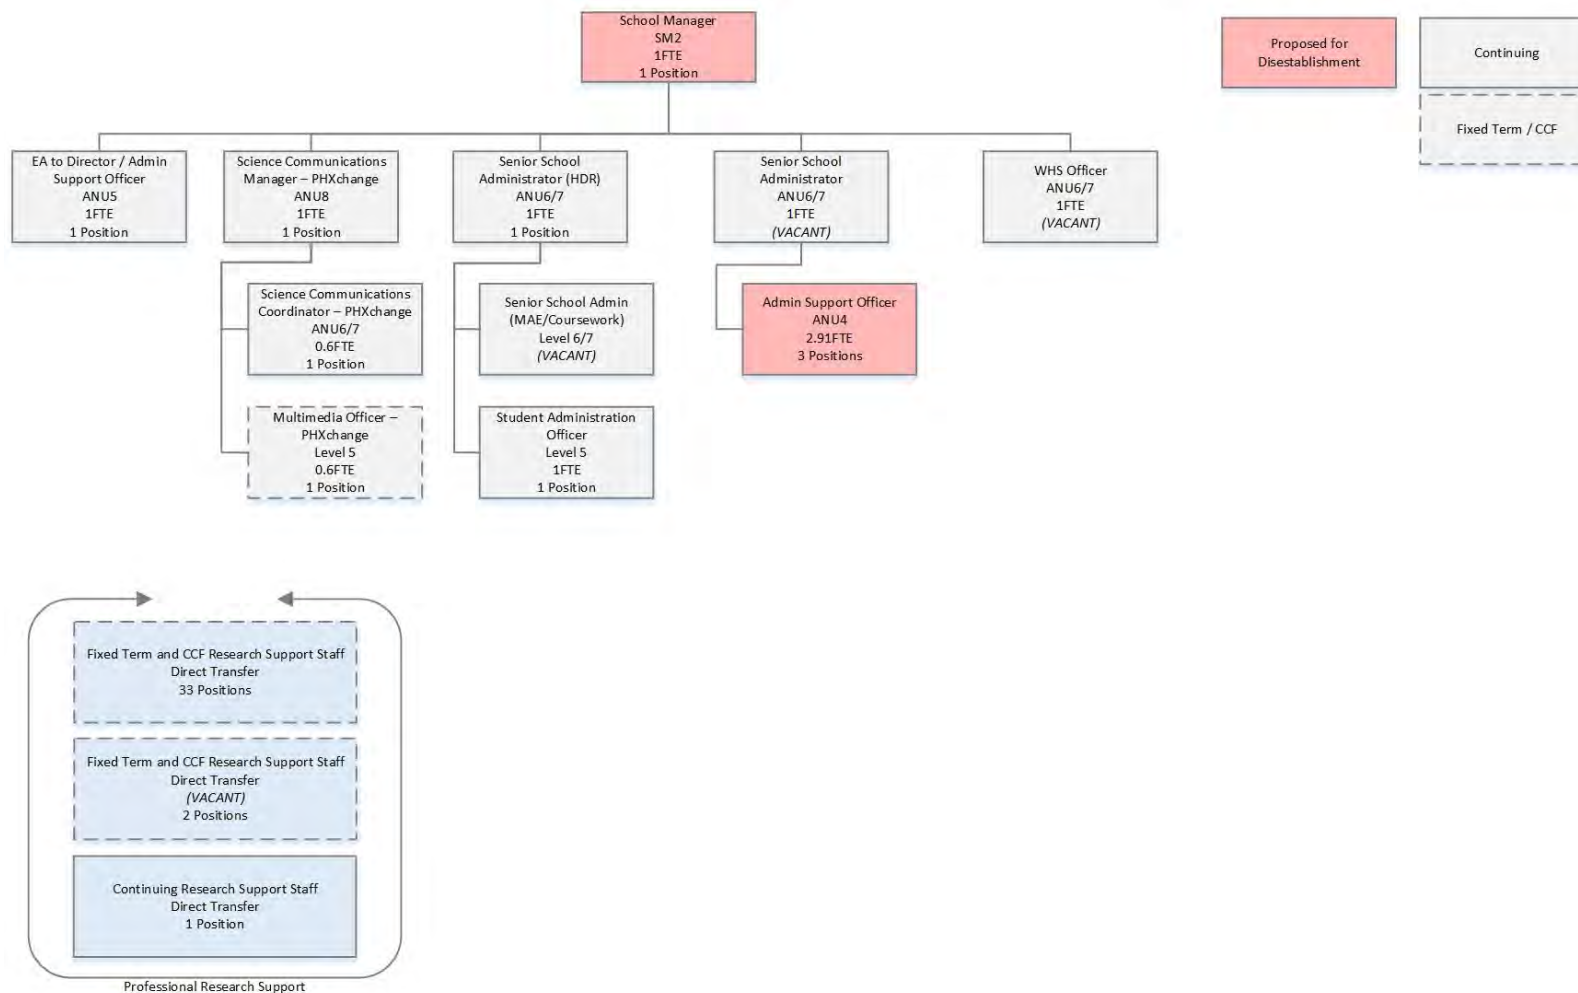 School Manager
SM2
1FTE
1 Position
Proposed for
Disestablishment
Continuing
Fixed Term / CCF
EA to Director / Admin
Support Officer
ANU5
1FTE
1 Position
Science Communications
Manager – PHXchange
ANU8
1FTE
1 Position
Senior School
Administrator (HDR)
ANU6/7
1FTE
1 Position
Senior School
Administrator
ANU6/7
1FTE
(VACANT)
WHS Officer
ANU6/7
1FTE
(VACANT)
Science Communications
Coordinator – PHXchange
ANU6/7
0.6FTE
1 Position
Senior School Admin
(MAE/Coursework)
Level 6/7
(VACANT)
Admin Support Officer
ANU4
2.91FTE
3 Positions
Multimedia Officer –
PHXchange
Level 5
0.6FTE
1 Position
Student Administration
Officer
Level 5
1FTE
1 Position
Fixed Term and CCF Research Support Staff
Direct Transfer
33 Positions
Fixed Term and CCF Research Support Staff
Direct Transfer
(VACANT)
2 Positions
Continuing Research Support Staff
Direct Transfer
1 Position
Professional Research Support